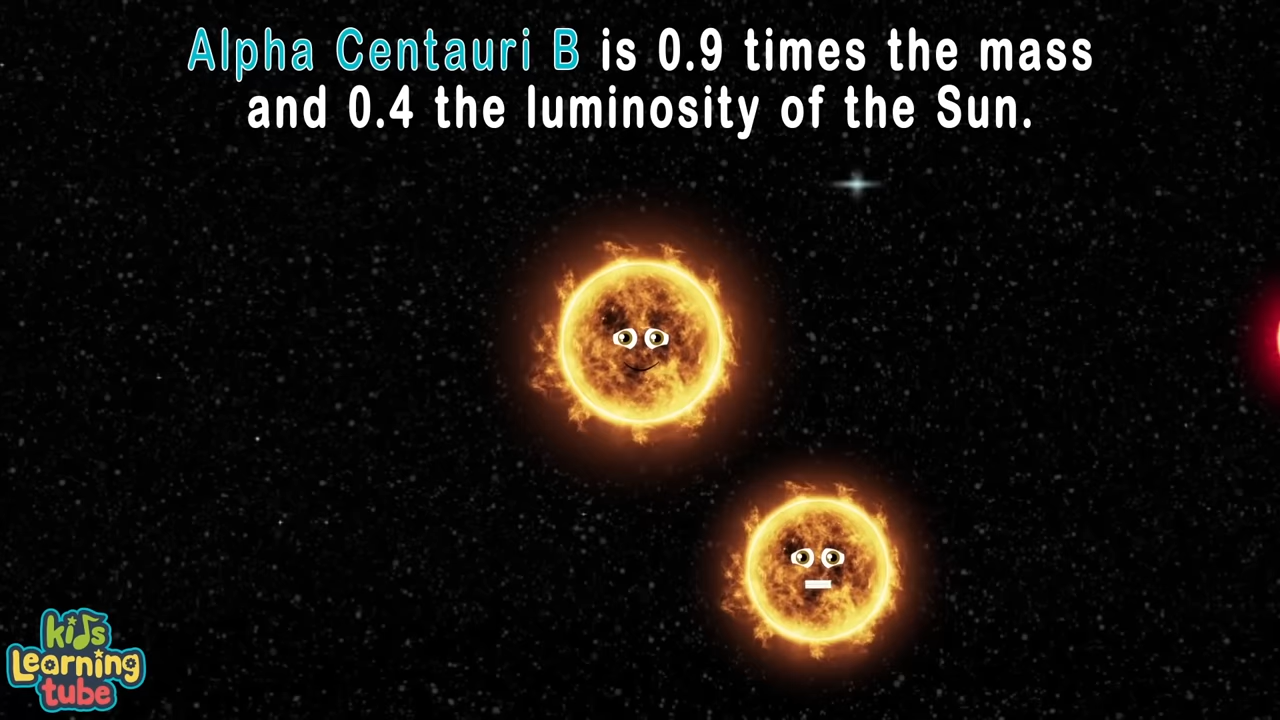 Alpha Centauri B is 0.9 times the mass
and 0.4 the luminosity of the Sun.
kids
Learning
tube